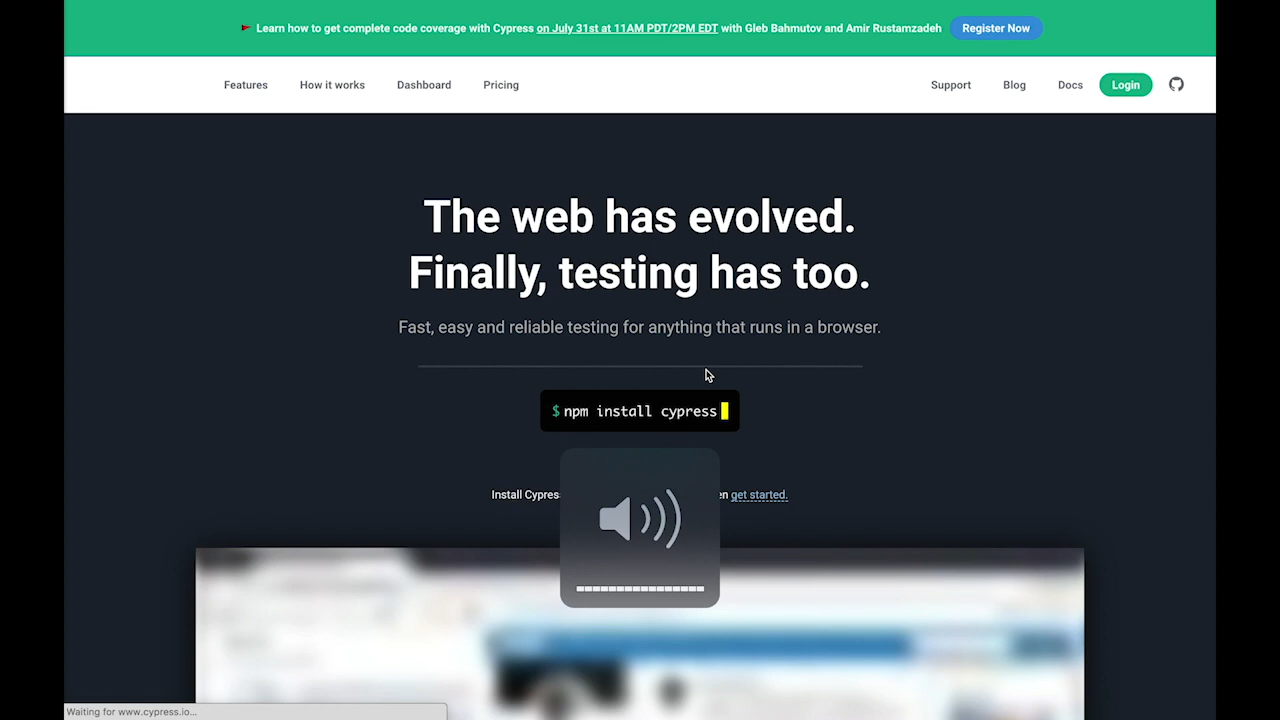 Learn how to get complete code coverage with Cypress on July 31st at 11AM PDT/2PM EDT with Gleb Bahmutov and Amir Rustamzadeh Register Now
Features How it works Dashboard Pricing Support Blog Docs Login
The web has evolved.
Finally, testing has too.
Fast, easy and reliable testing for anything that runs in a browser.
$ npm install cypress
Install get started.
Waiting for www.cypress.io...